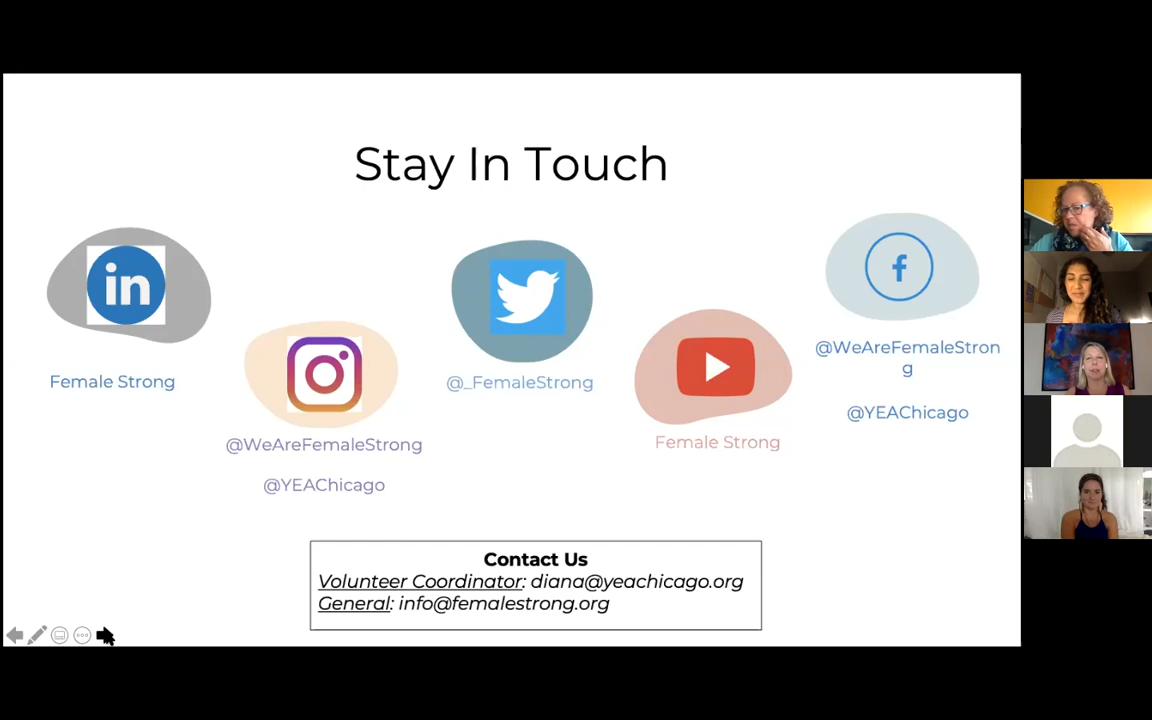 Stay In Touch
in
Female Strong
@WeAreFemaleStrong
@YEAChicago
@_FemaleStrong
Female Strong
f
@WeAreFemaleStron
g
@YEAChicago
Contact Us
Volunteer Coordinator: diana@yeachicago.org
General: info@femalestrong.org